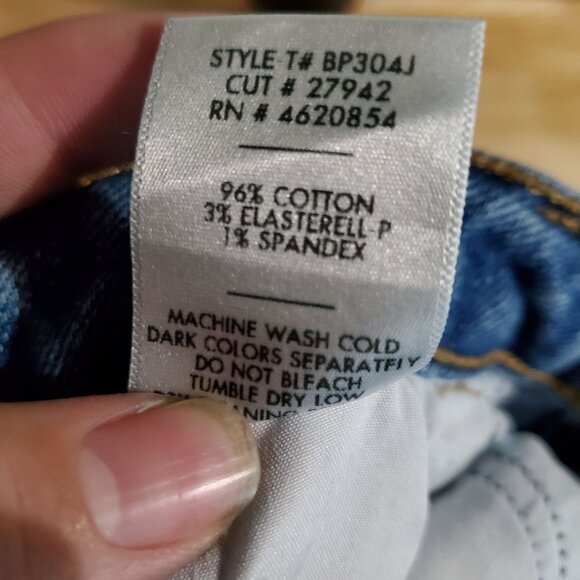 STYLE-T# BP304J
CUT # 27942
RN # 4620854
96% COTTON
3% ELASTERELL-P
1% SPANDEX
MACHINE WASH COLD
DARK COLORS SEPARATELY
DO NOT BLEACH
TUMBLE DRY LOW